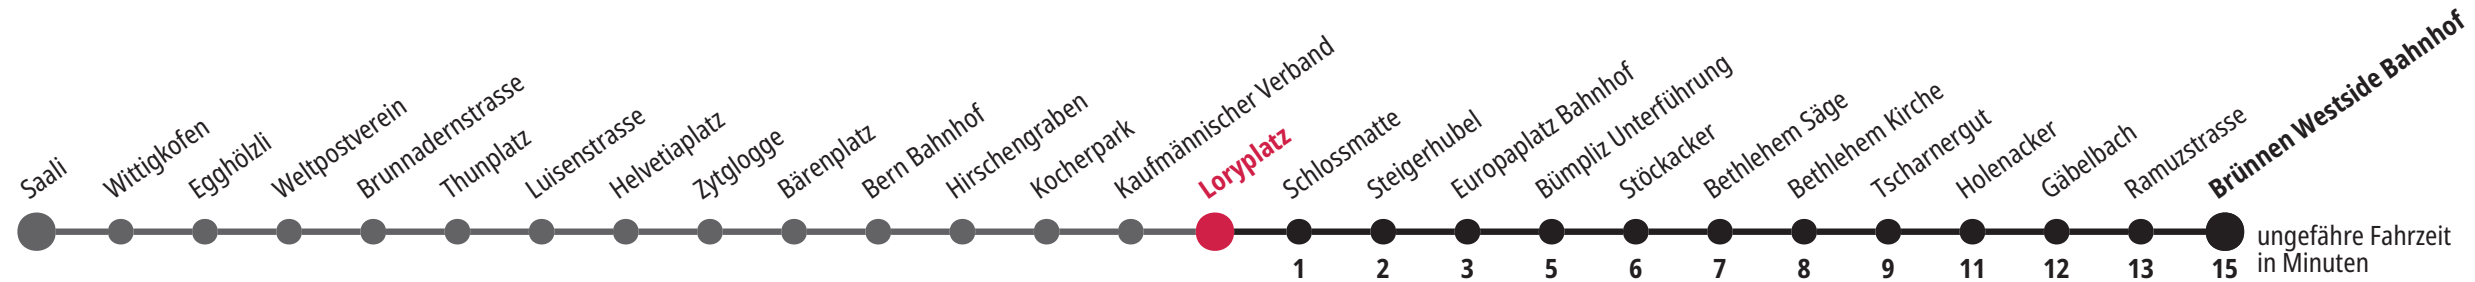 Saali
Wittigkofen
Egghölzli
Weltpostverein
Brunnadernstrasse
Thunplatz
Luisenstrasse
Helvetiaplatz
Zytglogge
Bärenplatz
Bern Bahnhof
Hirschengraben
Kocherpark
Kaufmännischer Verband
Loryplatz
Schlossmatte
Steigerhubel
Europaplatz Bahnhof
Bümpliz Unterführung
Stöckacker
Bethlehem Säge
Bethlehem Kirche
Tscharnergut
Holenacker
Gäbelbach
Ramuzstrasse
Brünnen Westside Bahnhof
1 2 3 5 6 7 8 9 11 12 13 15
ungefähre Fahrzeit
in Minuten